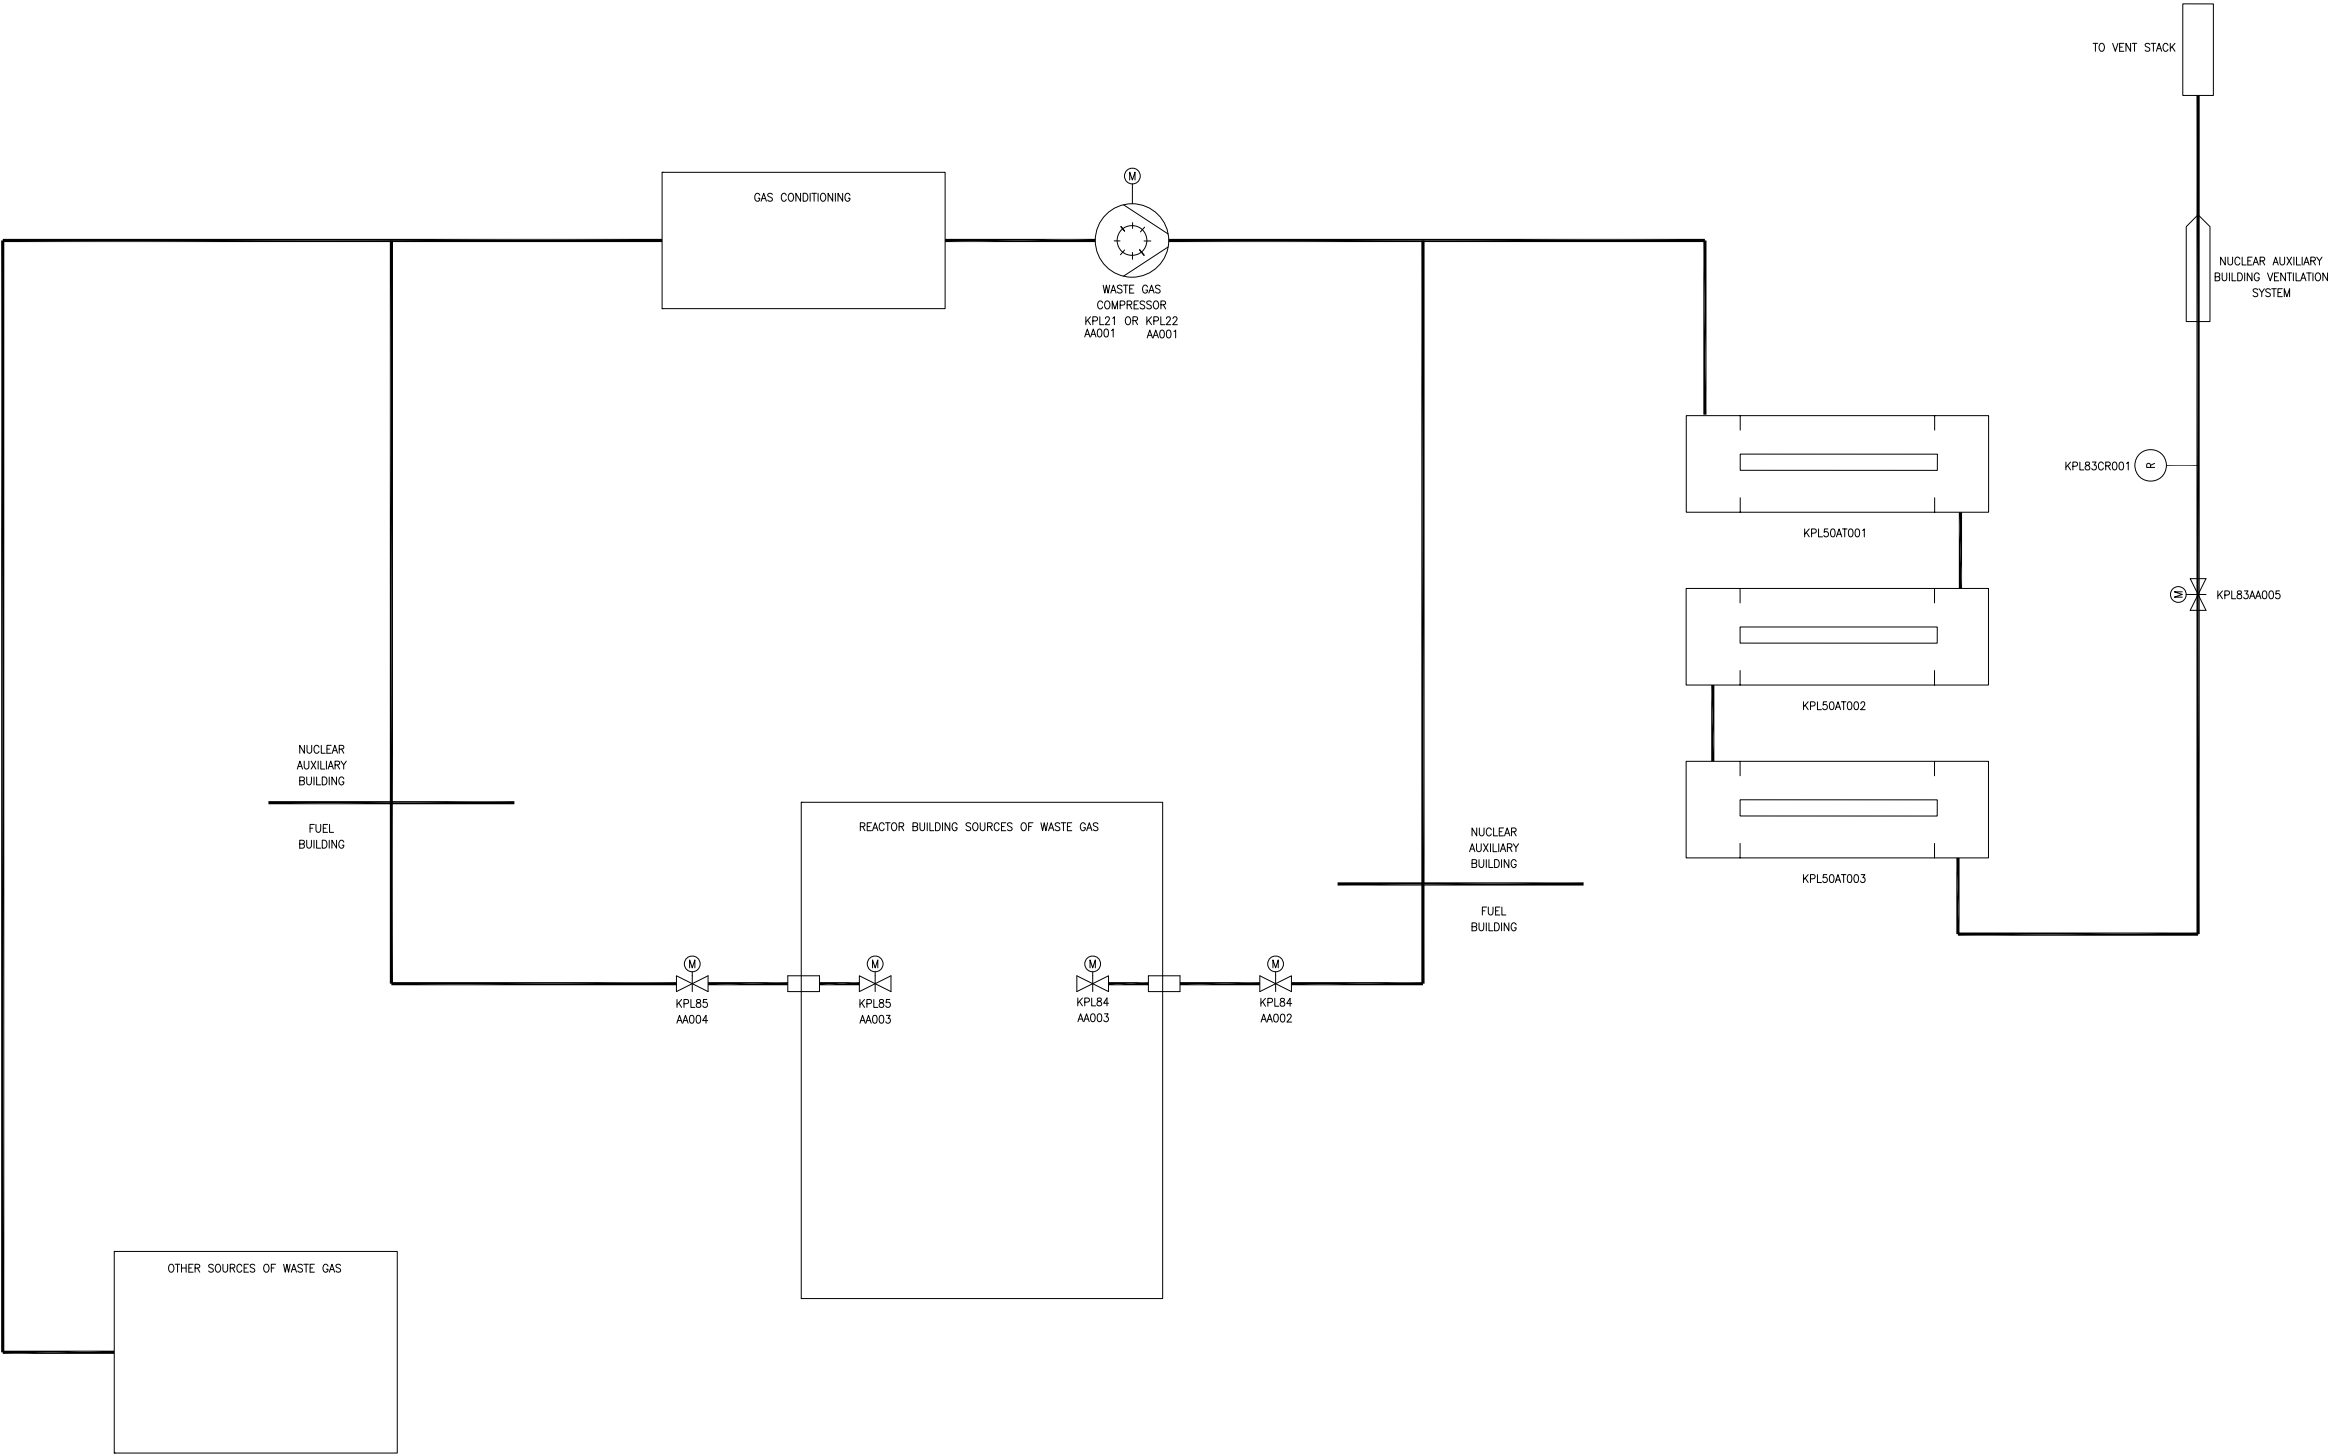 TO VENT STACK
M
GAS CONDITIONING
WASTE GAS
COMPRESSOR
KPL21 OR KPL22
AA001 AA001
NUCLEAR AUXILIARY
BUILDING VENTILATION
SYSTEM
KPL83CR001
R
KPL50AT001
M
KPL83AA005
KPL50AT002
NUCLEAR
AUXILIARY
BUILDING
FUEL
BUILDING
REACTOR BUILDING SOURCES OF WASTE GAS
NUCLEAR
AUXILIARY
BUILDING
FUEL
BUILDING
KPL50AT003
M
KPL85
AA004
M
KPL85
AA003
M
KPL84
AA003
M
KPL84
AA002
OTHER SOURCES OF WASTE GAS